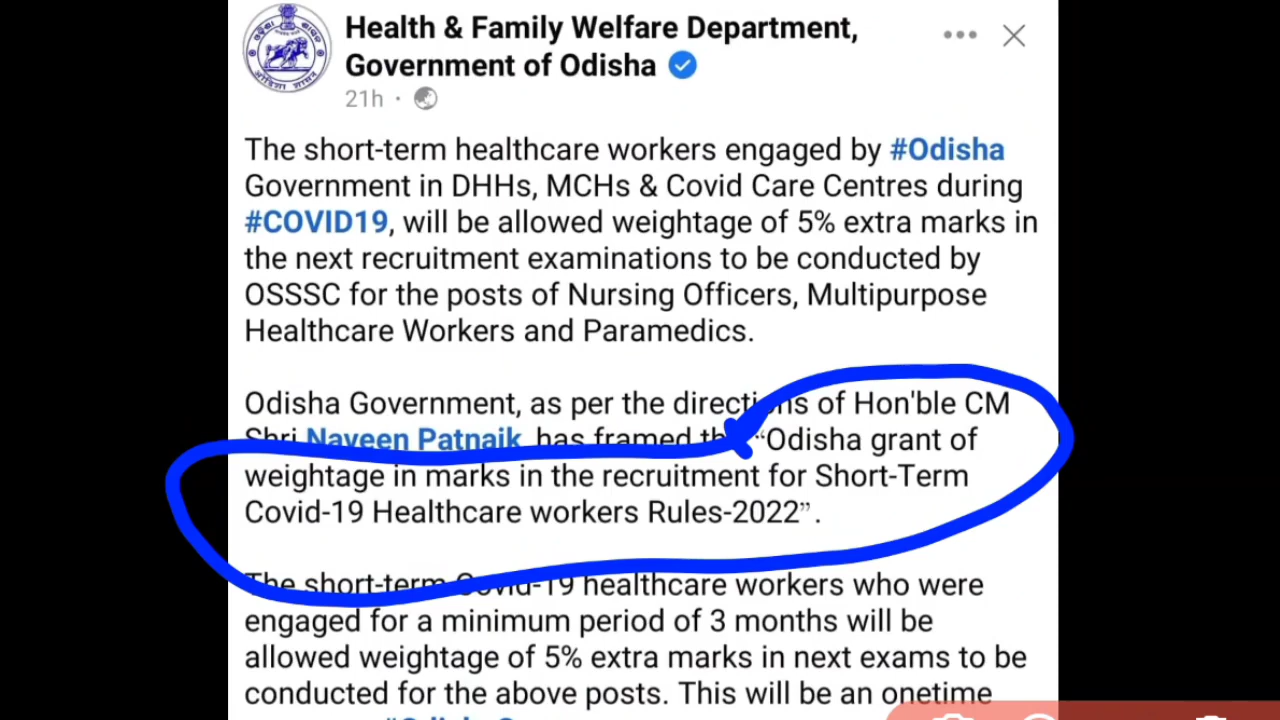 Health & Family Welfare Department,
Government of Odisha
21h ·
The short-term healthcare workers engaged by #Odisha
Government in DHHs, MCHs & Covid Care Centres during
#COVID19, will be allowed weightage of 5% extra marks in
the next recruitment examinations to be conducted by
OSSSC for the posts of Nursing Officers, Multipurpose
Healthcare Workers and Paramedics.
Odisha Government, as per the directions of Hon'ble CM
Shri Naveen Patnaik, has framed the “Odisha grant of
weightage in marks in the recruitment for Short-Term
Covid-19 Healthcare workers Rules-2022”.
The short-term Covid-19 healthcare workers who were
engaged for a minimum period of 3 months will be
allowed weightage of 5% extra marks in next exams to be
conducted for the above posts. This will be an onetime